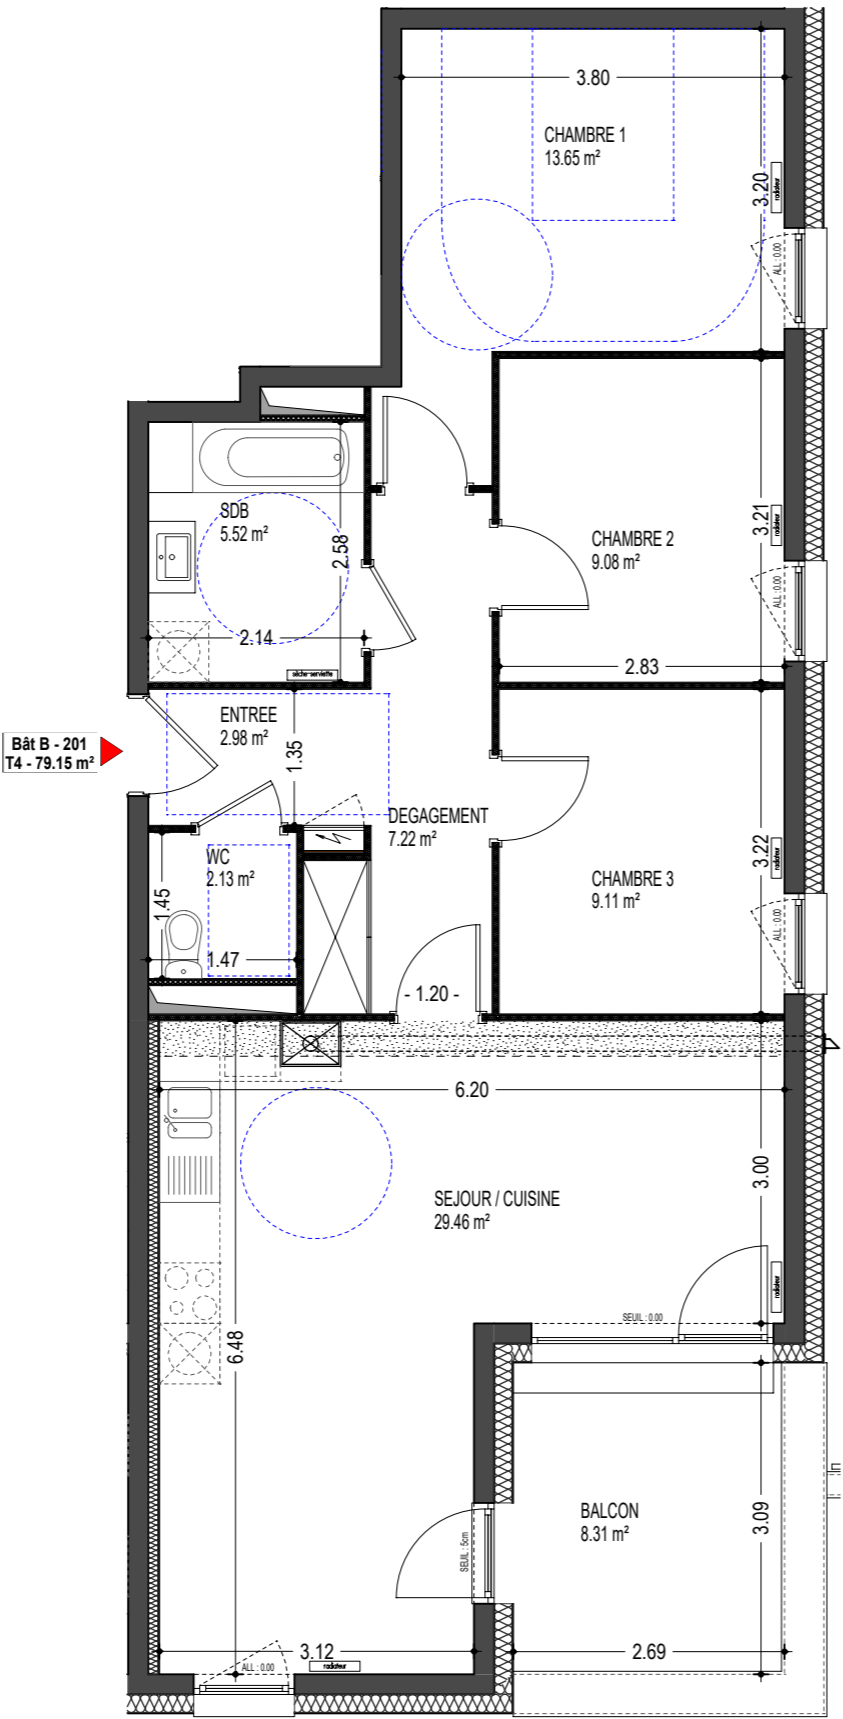 3.80
CHAMBRE 1
13.65 m²
3.20
radiateur
ALL : 0.00
SDB
5.52 m²
2.58
2.14
sèche-serviette
CHAMBRE 2
9.08 m²
3.21
radiateur
ALL : 0.00
2.83
Bât B - 201
T4 - 79.15 m²
ENTREE
2.98 m²
1.35
DEGAGEMENT
7.22 m²
WC
2.13 m²
1.45
1.47
CHAMBRE 3
9.11 m²
3.22
radiateur
ALL : 0.00
- 1.20 -
6.20
SEJOUR / CUISINE
29.46 m²
3.00
radiateur
SEUIL : 0.00
6.48
BALCON
8.31 m²
3.09
SEUIL : 5cm
3.12
radiateur
ALL : 0.00
2.69